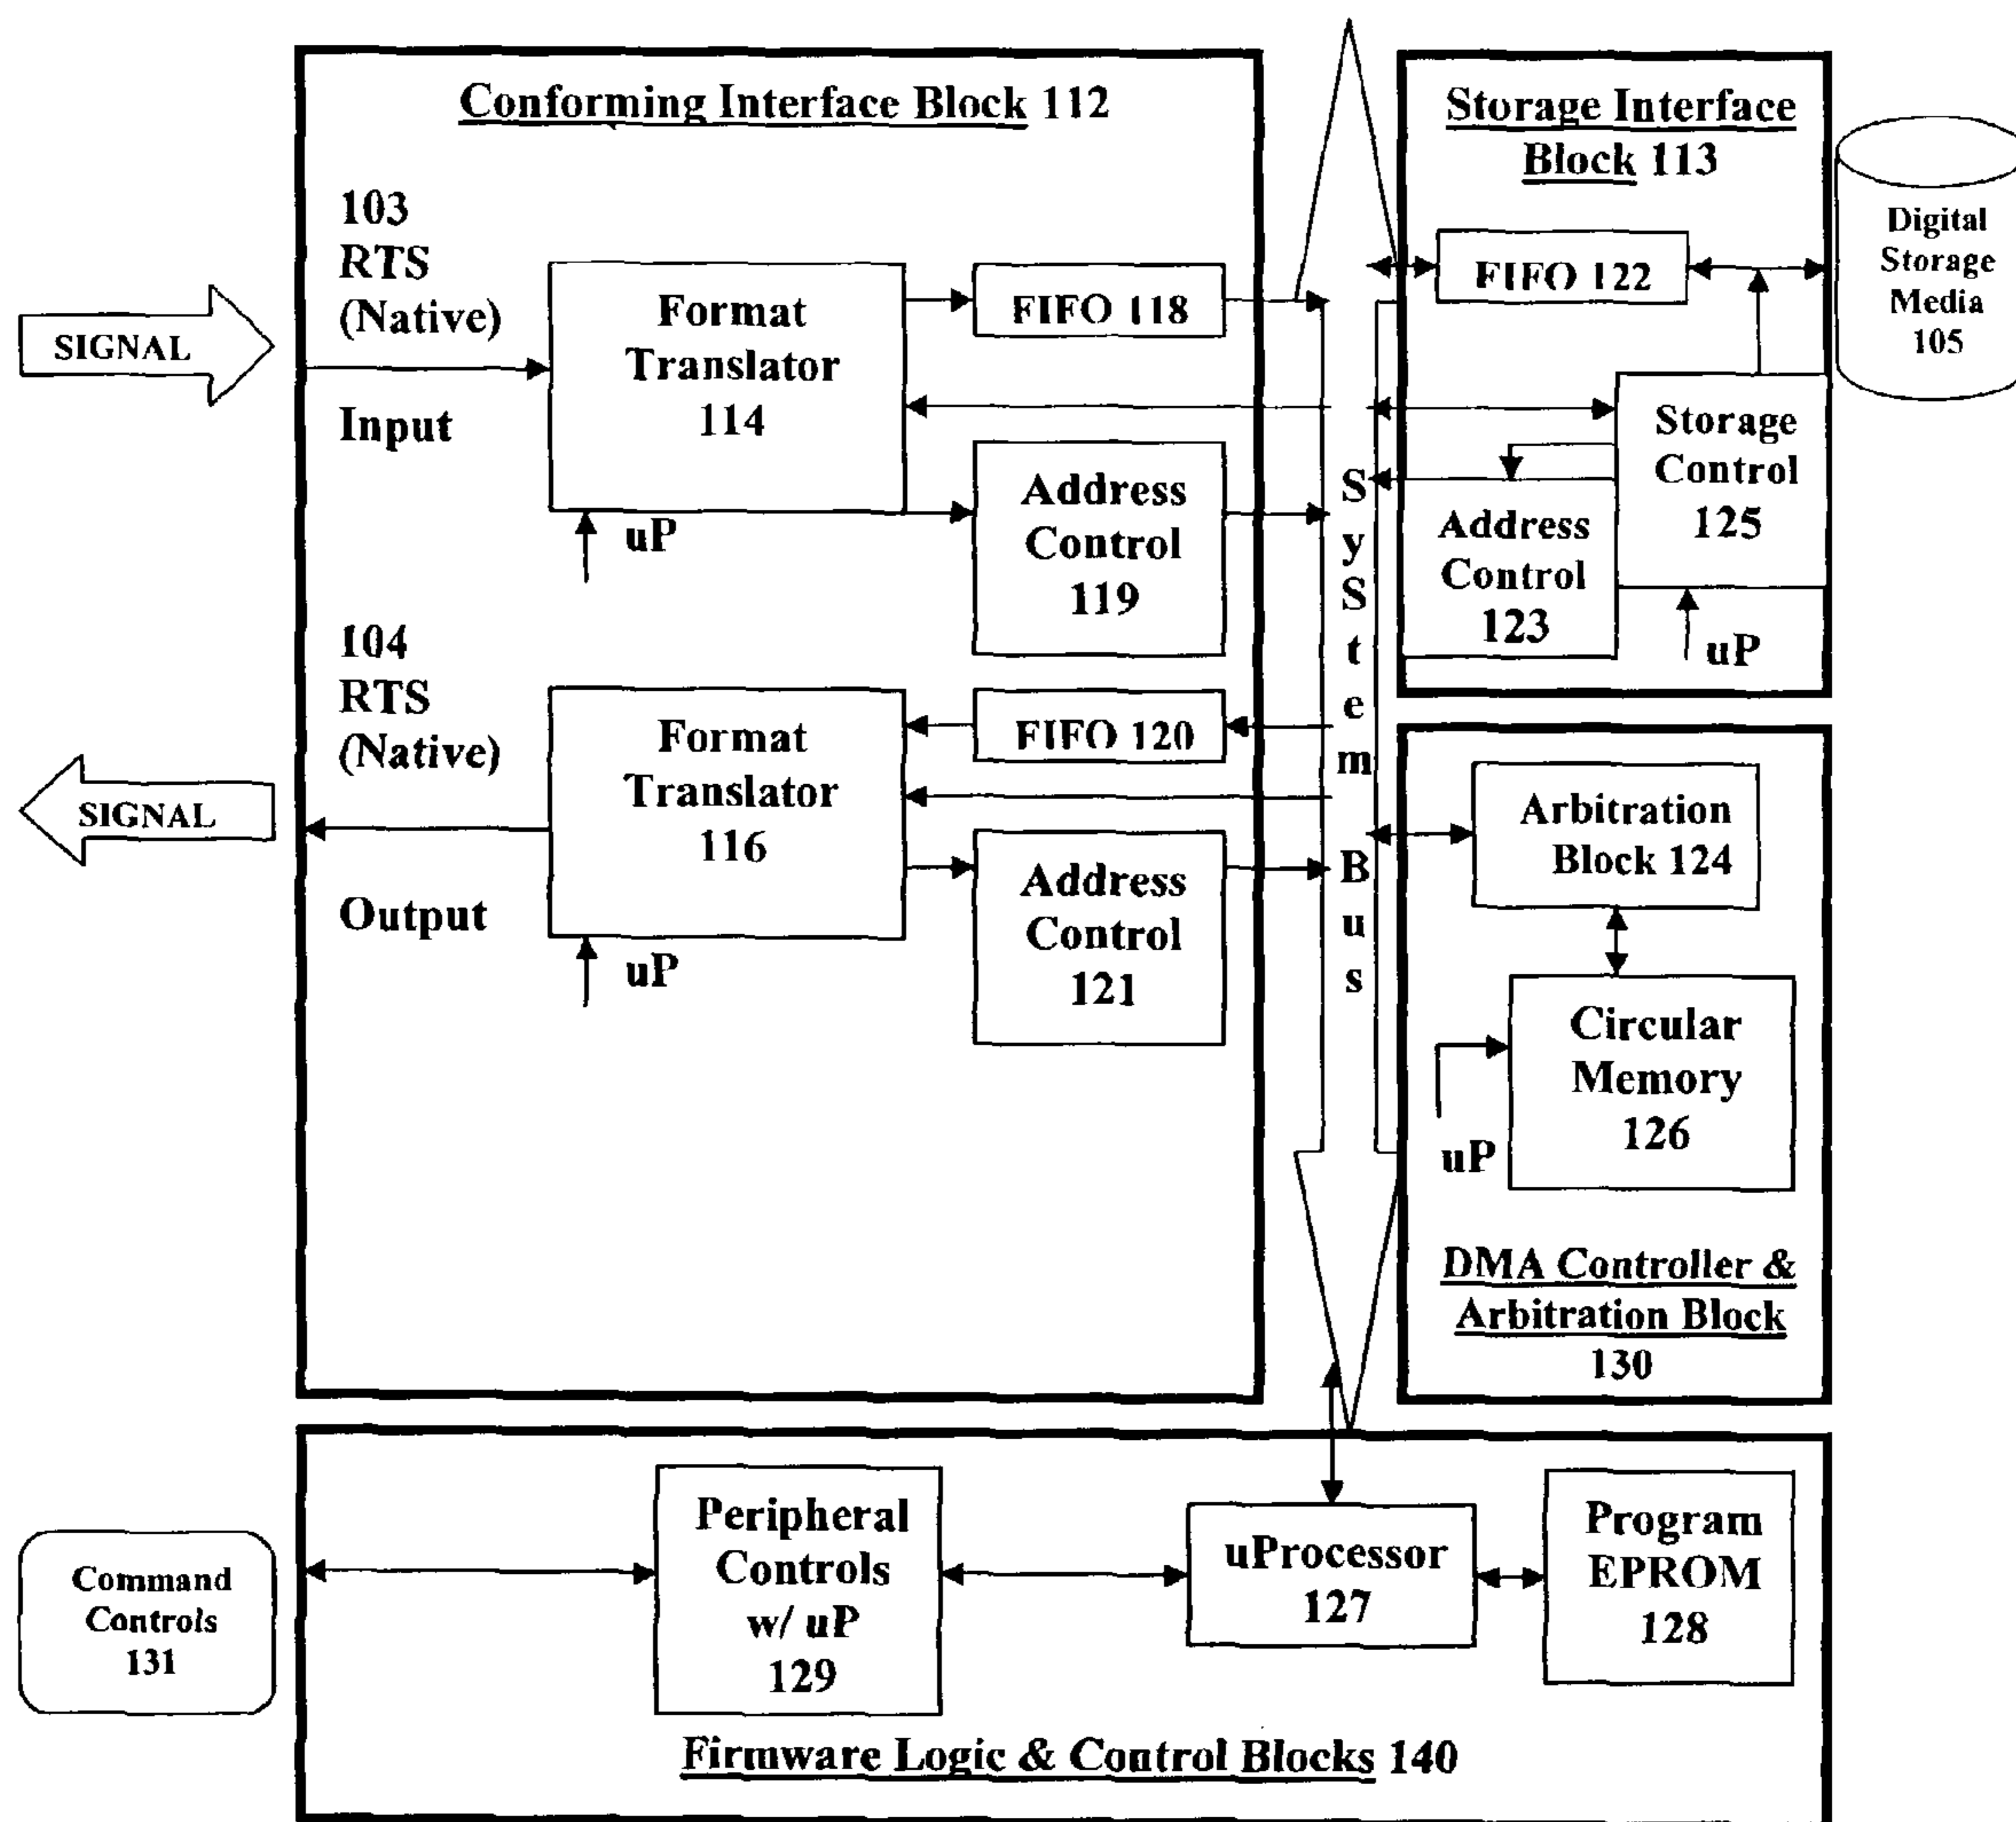 Conforming Interface Block 112
103
RTS
(Native)
SIGNAL
Input
Format
Translator
114
uP
FIFO 118
Address
Control
119
104
RTS
(Native)
SIGNAL
Output
Format
Translator
116
uP
FIFO 120
Address
Control
121
SyStem Bus
Storage Interface
Block 113
FIFO 122
Storage
Control
125
Address
Control
123
uP
Digital
Storage
Media
105
Arbitration
Block 124
Circular
Memory
126
uP
DMA Controller &
Arbitration Block
130
Command
Controls
131
Peripheral
Controls
w/ uP
129
uProcessor
127
Program
EPROM
128
Firmware Logic & Control Blocks 140